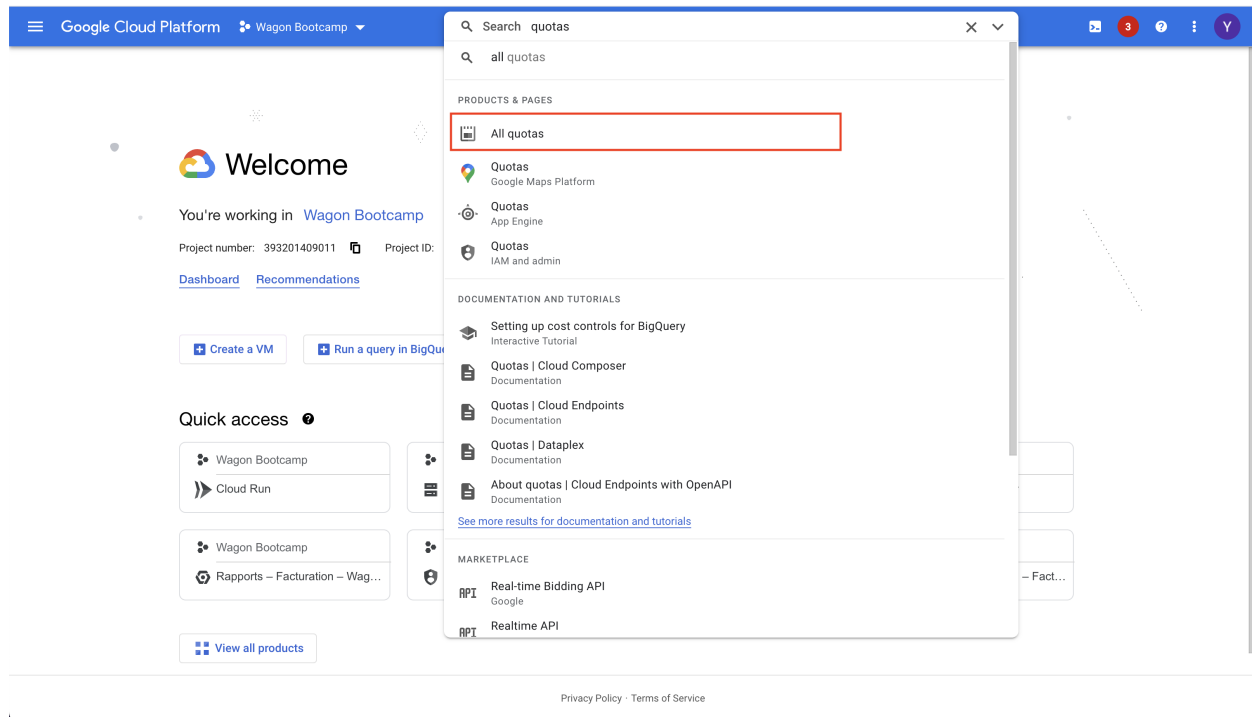 Google Cloud Platform
Wagon Bootcamp
Search quotas
3
Y
all quotas
PRODUCTS & PAGES
All quotas
Quotas
Google Maps Platform
Quotas
App Engine
Quotas
IAM and admin
DOCUMENTATION AND TUTORIALS
Setting up cost controls for BigQuery
Interactive Tutorial
Quotas | Cloud Composer
Documentation
Quotas | Cloud Endpoints
Documentation
Quotas | Dataplex
Documentation
About quotas | Cloud Endpoints with OpenAPI
Documentation
See more results for documentation and tutorials
MARKETPLACE
API Real-time Bidding API
Google
API Realtime API
Welcome
You're working in Wagon Bootcamp
Project number: 393201409011 Project ID:
Dashboard Recommendations
Create a VM Run a query in BigQue
Quick access
Wagon Bootcamp
Cloud Run
Wagon Bootcamp
Rapports – Facturation – Wag...
– Fact...
View all products
Privacy Policy · Terms of Service